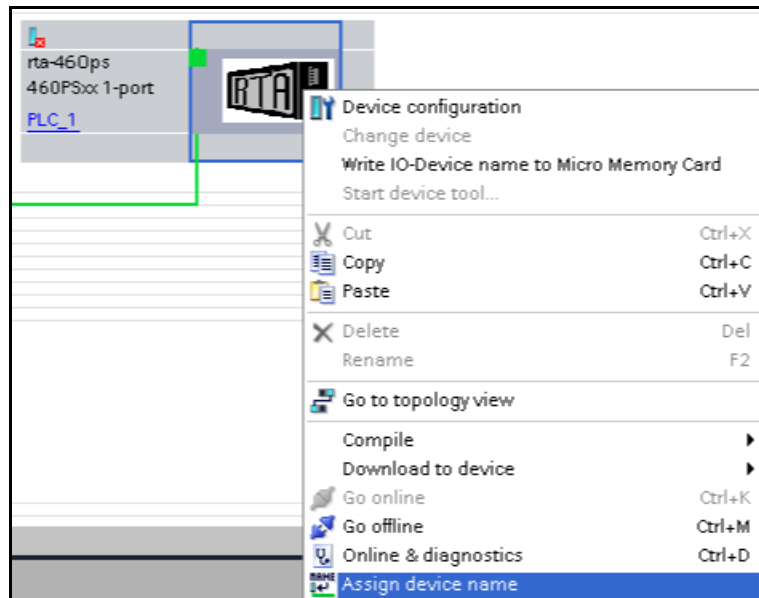 rta-460ps
460PSxx 1-port
PLC_1
RTA
Device configuration
Change device
Write IO-Device name to Micro Memory Card
Start device tool...
Cut Ctrl+X
Copy Ctrl+C
Paste Ctrl+V
Delete Del
Rename F2
Go to topology view
Compile
Download to device
Go online Ctrl+K
Go offline Ctrl+M
Online & diagnostics Ctrl+D
NAME Assign device name